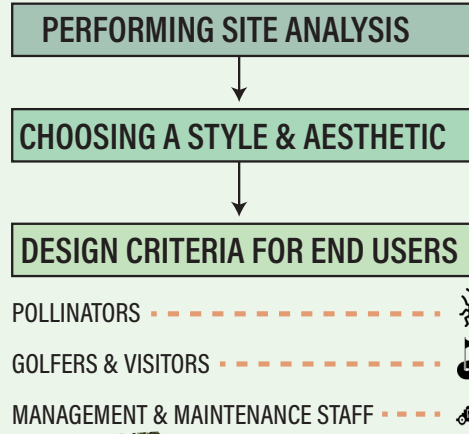 PERFORMING SITE ANALYSIS
CHOOSING A STYLE & AESTHETIC
DESIGN CRITERIA FOR END USERS
POLLINATORS
GOLFERS & VISITORS
MANAGEMENT & MAINTENANCE STAFF